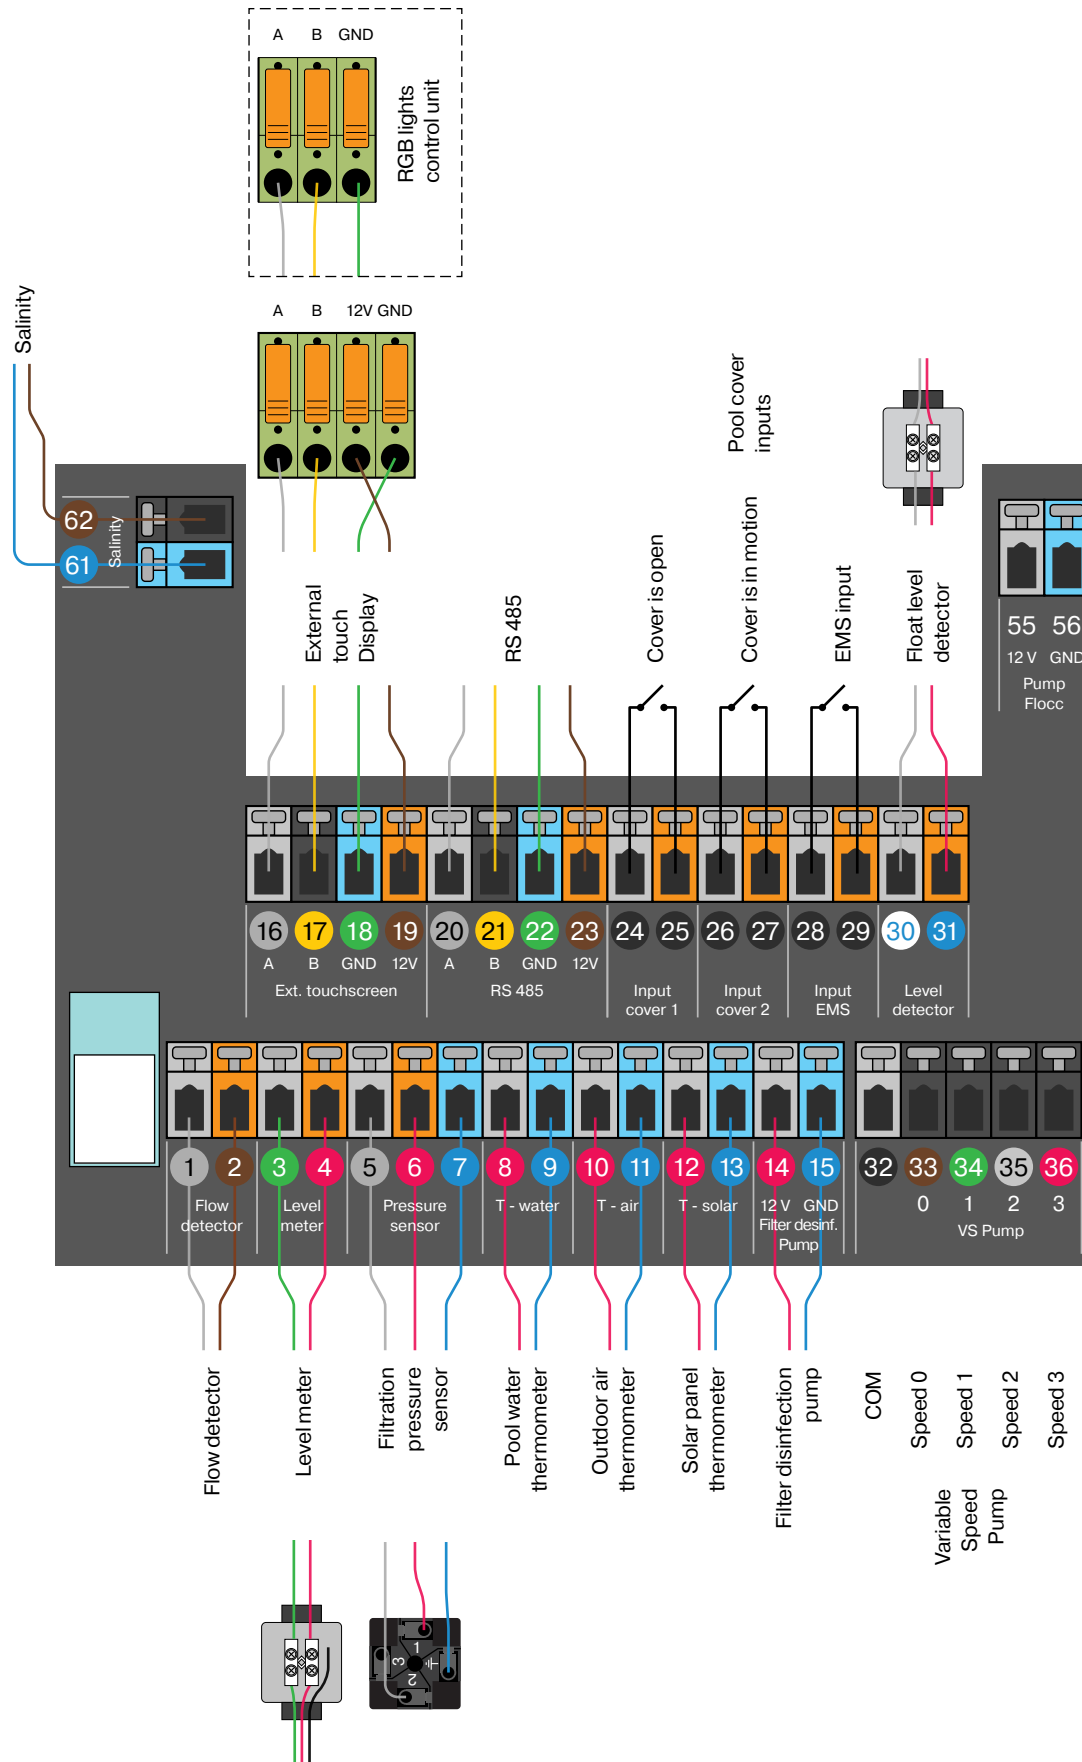 A B GND
RGB lights
control unit
A B 12V GND
Salinity
Pool cover
inputs
62
61
Salinity
External
touch
Display
RS 485
Cover is open
Cover is in motion
EMS input
Float level
detector
55 56
12 V GND
Pump
Flocc
16 17 18 19 20 21 22 23 24 25 26 27 28 29 30 31
A B GND 12V A B GND 12V
Ext. touchscreen
RS 485
Input
cover 1
Input
cover 2
Input
EMS
Level
detector
1 2 3 4 5 6 7 8 9 10 11 12 13 14 15 32 33 34 35 36
Flow
detector
Level
meter
Pressure
sensor
T - water
T - air
T - solar
12 V GND
Filter desinf.
Pump
0 1 2 3
VS Pump
Flow detector
Level meter
Filtration
pressure
sensor
Pool water
thermometer
Outdoor air
thermometer
Solar panel
thermometer
Filter disinfection
pump
COM
Speed 0
Speed 1
Speed 2
Speed 3
Variable
Speed
Pump
1
2
3